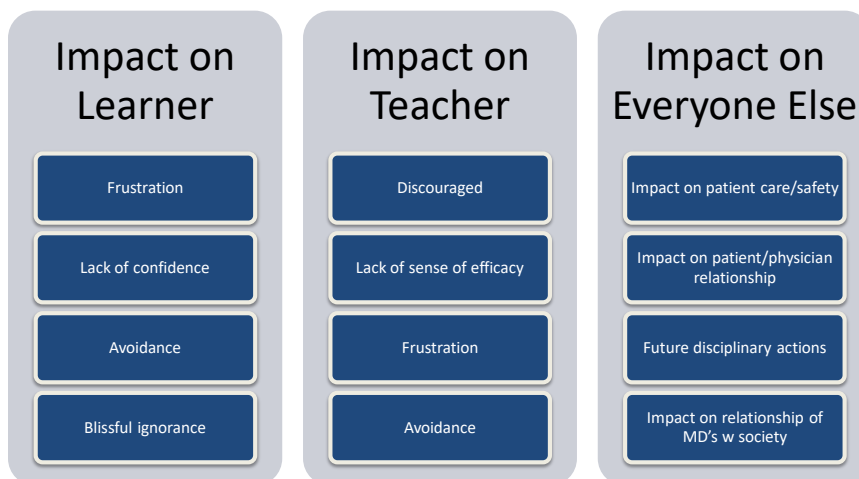 Impact on
Learner
Frustration
Lack of confidence
Avoidance
Blissful ignorance
Impact on
Teacher
Discouraged
Lack of sense of efficacy
Frustration
Avoidance
Impact on
Everyone Else
Impact on patient care/safety
Impact on patient/physician
relationship
Future disciplinary actions
Impact on relationship of
MD's w society